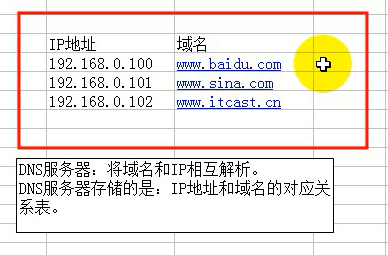 IP地址 域名
192.168.0.100 www.baidu.com
192.168.0.101 www.sina.com
192.168.0.102 www.itcast.cn
DNS服务器：将域名和IP相互解析。
DNS服务器存储的是：IP地址和域名的对应关
系表。